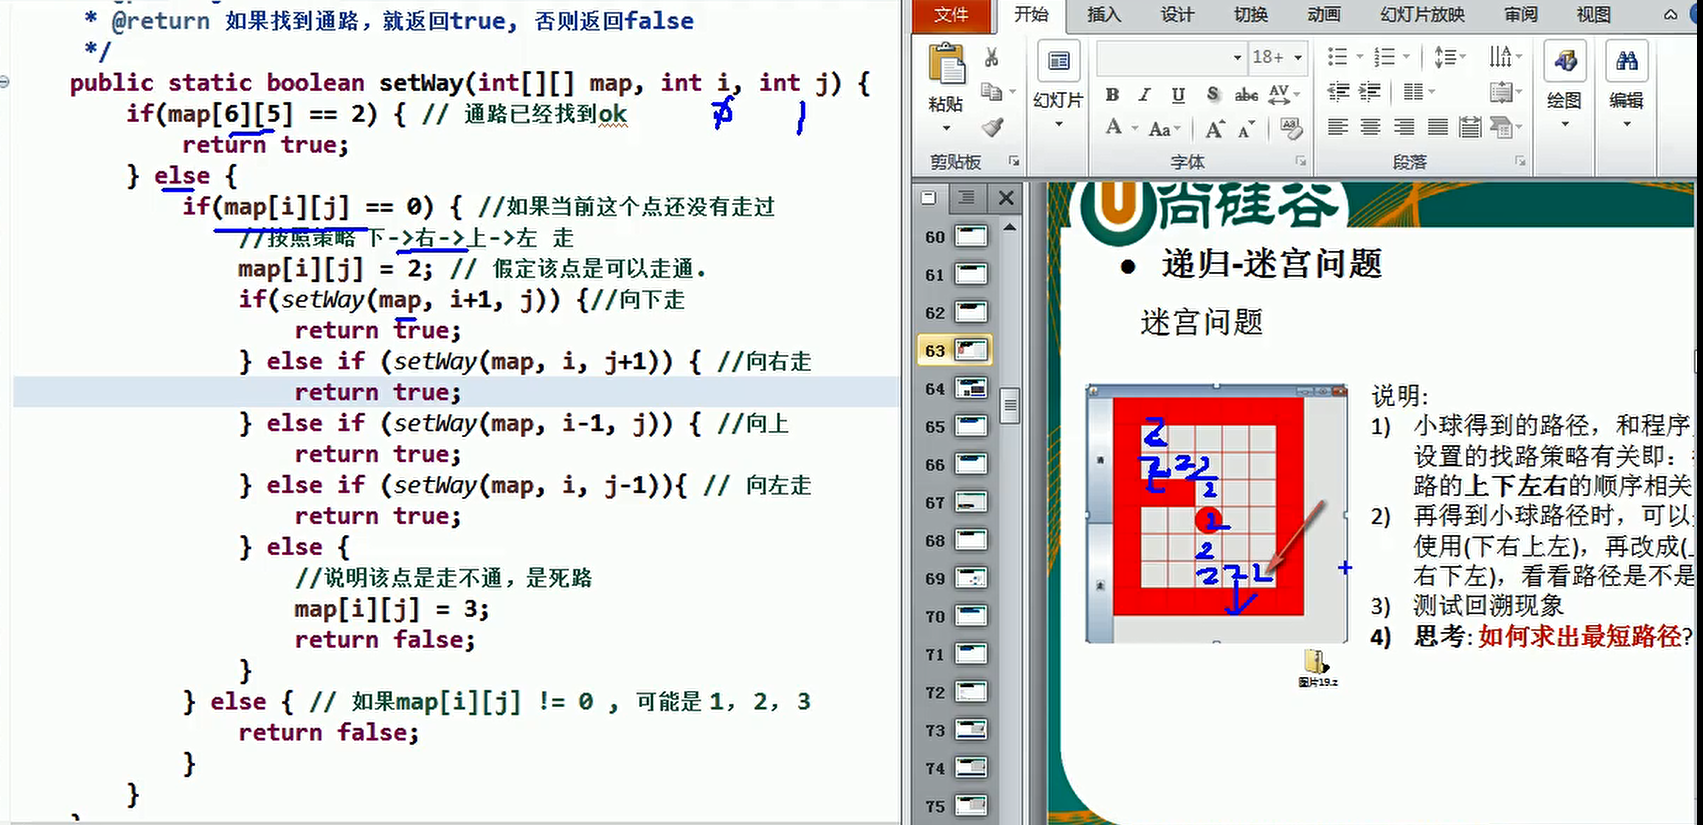 * @return 如果找到通路，就返回true, 否则返回false
*/
public static boolean setWay(int[][] map, int i, int j) {
if(map[6][5] == 2) { // 通路已经找到ok
return true;
} else {
if(map[i][j] == 0) { //如果当前这个点还没有走过
//按照策略 下->右->上->左 走
map[i][j] = 2; // 假定该点是可以走通.
if(setWay(map, i+1, j)) {//向下走
return true;
} else if (setWay(map, i, j+1)) { //向右走
return true;
} else if (setWay(map, i-1, j)) { //向上
return true;
} else if (setWay(map, i, j-1)){ // 向左走
return true;
} else {
//说明该点是走不通，是死路
map[i][j] = 3;
return false;
}
} else { // 如果map[i][j] != 0 , 可能是 1, 2, 3
return false;
}
}
文件 开始 插入 设计 切换 动画 幻灯片放映 审阅 视图
18+
粘贴 幻灯片 B I U S abc AV 绘图 编辑
A Aa A A
剪贴板 字体 段落
60
61
62
63
64
65
66
67
68
69
70
71
72
73
74
75
尚硅谷
● 递归-迷宫问题
迷宫问题
2
2 2 2
2
2
2
2 2 2
图片19.z
说明:
1) 小球得到的路径，和程序
设置的找路策略有关即：
路的上下左右的顺序相关
2) 再得到小球路径时，可以
使用(下右上左)，再改成(
右下左)，看看路径是不是
3) 测试回溯现象
4) 思考: 如何求出最短路径?